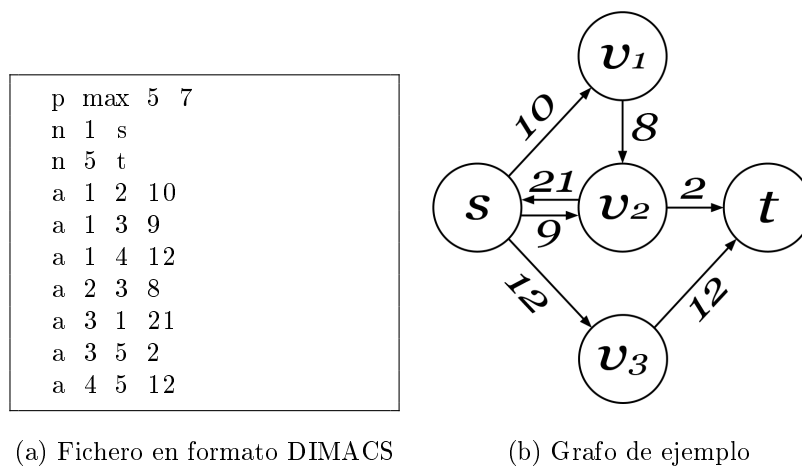 p max 5 7
n 1 s
n 5 t
a 1 2 10
a 1 3 9
a 1 4 12
a 2 3 8
a 3 1 21
a 3 5 2
a 4 5 12
(a) Fichero en formato DIMACS
v1
10
8
s
21
9
v2
2
t
12
12
v3
(b) Grafo de ejemplo